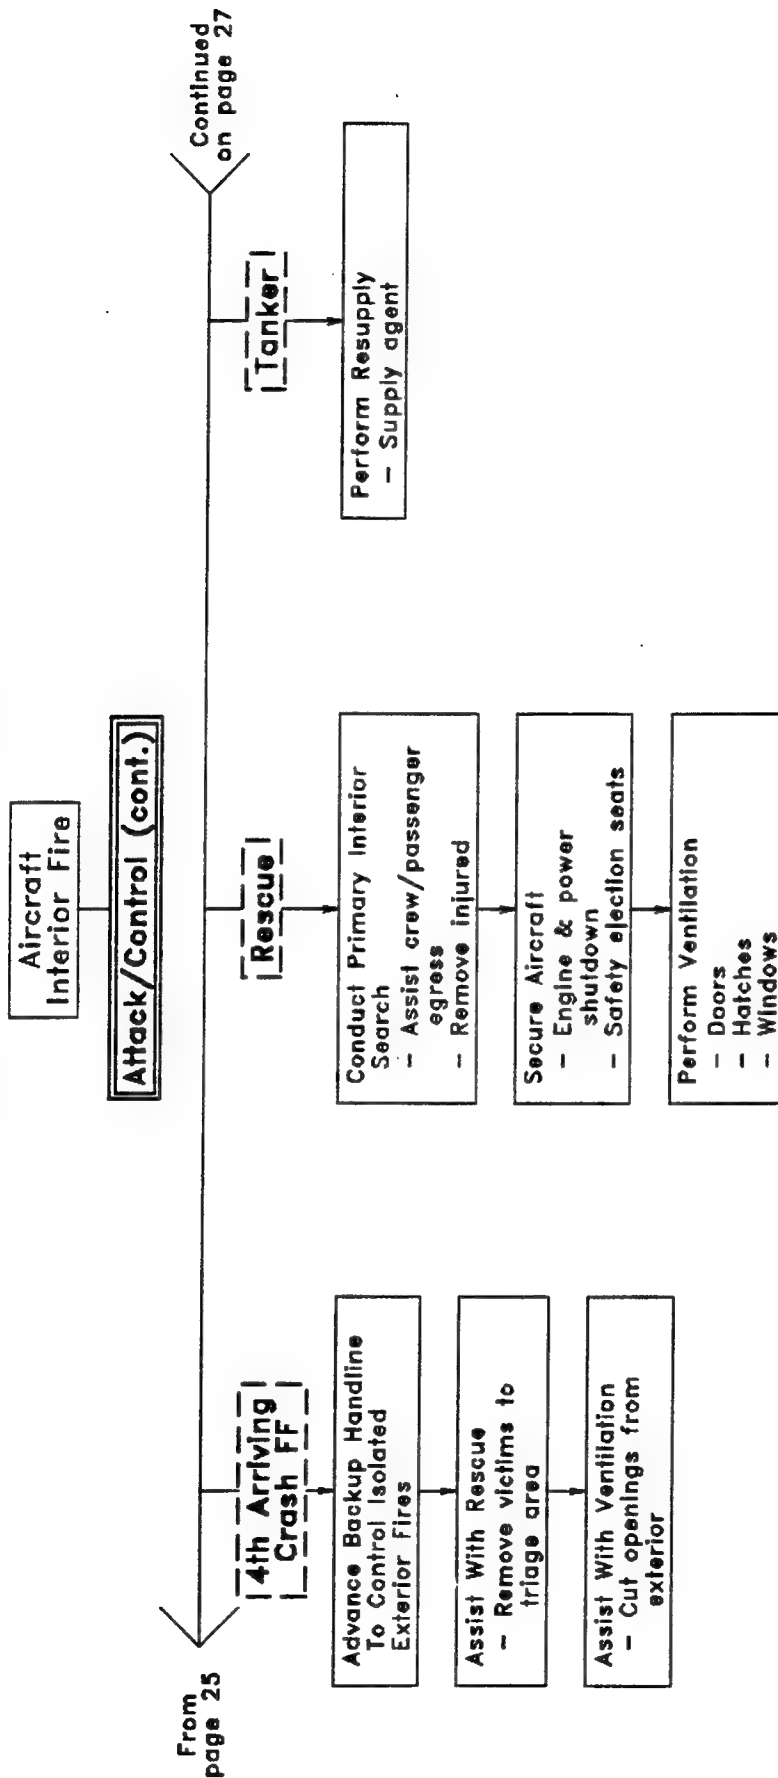 Aircraft
Interior Fire
Attack/Control (cont.)
From
page 25
Continued
on page 27
4th Arriving
Crash FF
Advance Backup Handline
To Control Isolated
Exterior Fires
Assist With Rescue
– Remove victims to
triage area
Assist With Ventilation
– Cut openings from
exterior
Rescue
Conduct Primary Interior
Search
– Assist crew/passenger
egress
– Remove injured
Secure Aircraft
– Engine & power
shutdown
– Safety ejection seats
Perform Ventilation
– Doors
– Hatches
– Windows
Tanker
Perform Resupply
– Supply agent